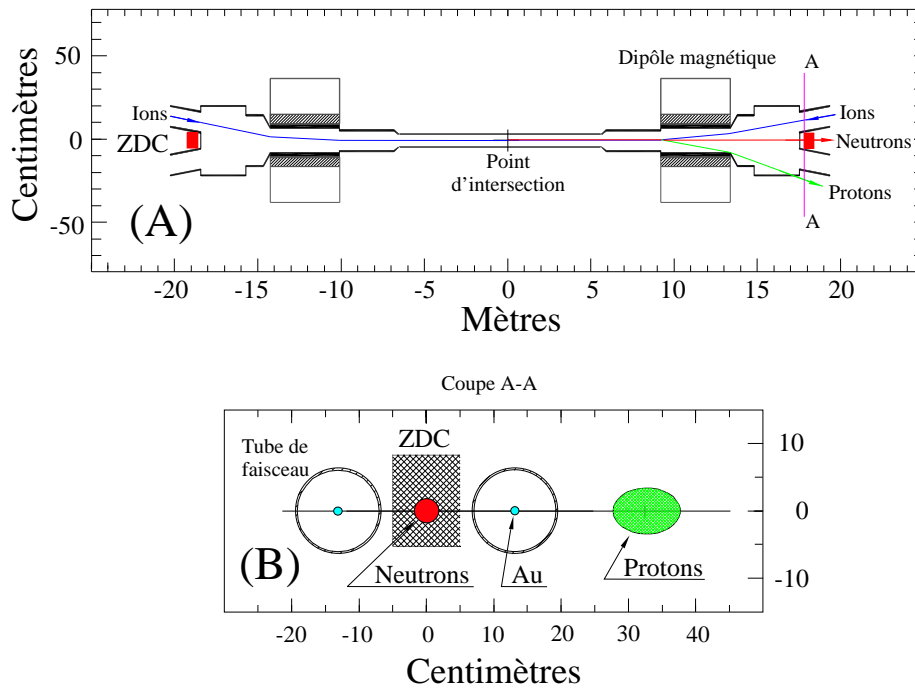 50
0
-50
Centimètres
(A)
Ions
ZDC
Point
d'intersection
Dipôle magnétique
A
Ions
Neutrons
Protons
A
-20
-15
-10
-5
0
5
10
15
20
Mètres
Coupe A-A
Tube de
faisceau
ZDC
10
0
-10
(B)
Neutrons
Au
Protons
-20
-10
0
10
20
30
40
Centimètres